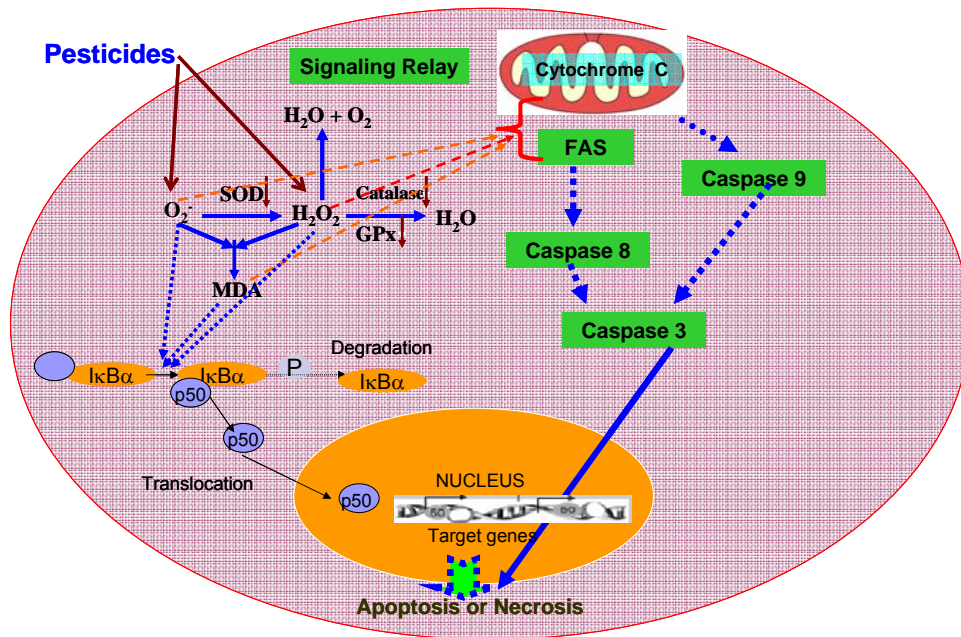 Pesticides
Signaling Relay
Cytochrome C
H₂O + O₂
FAS
Caspase 9
SOD
Catalase
O₂⁻
H₂O₂
H₂O
GPx
Caspase 8
MDA
Caspase 3
Degradation
IκBα
IκBα
P
IκBα
p50
p50
Translocation
p50
NUCLEUS
50
Target genes
Apoptosis or Necrosis